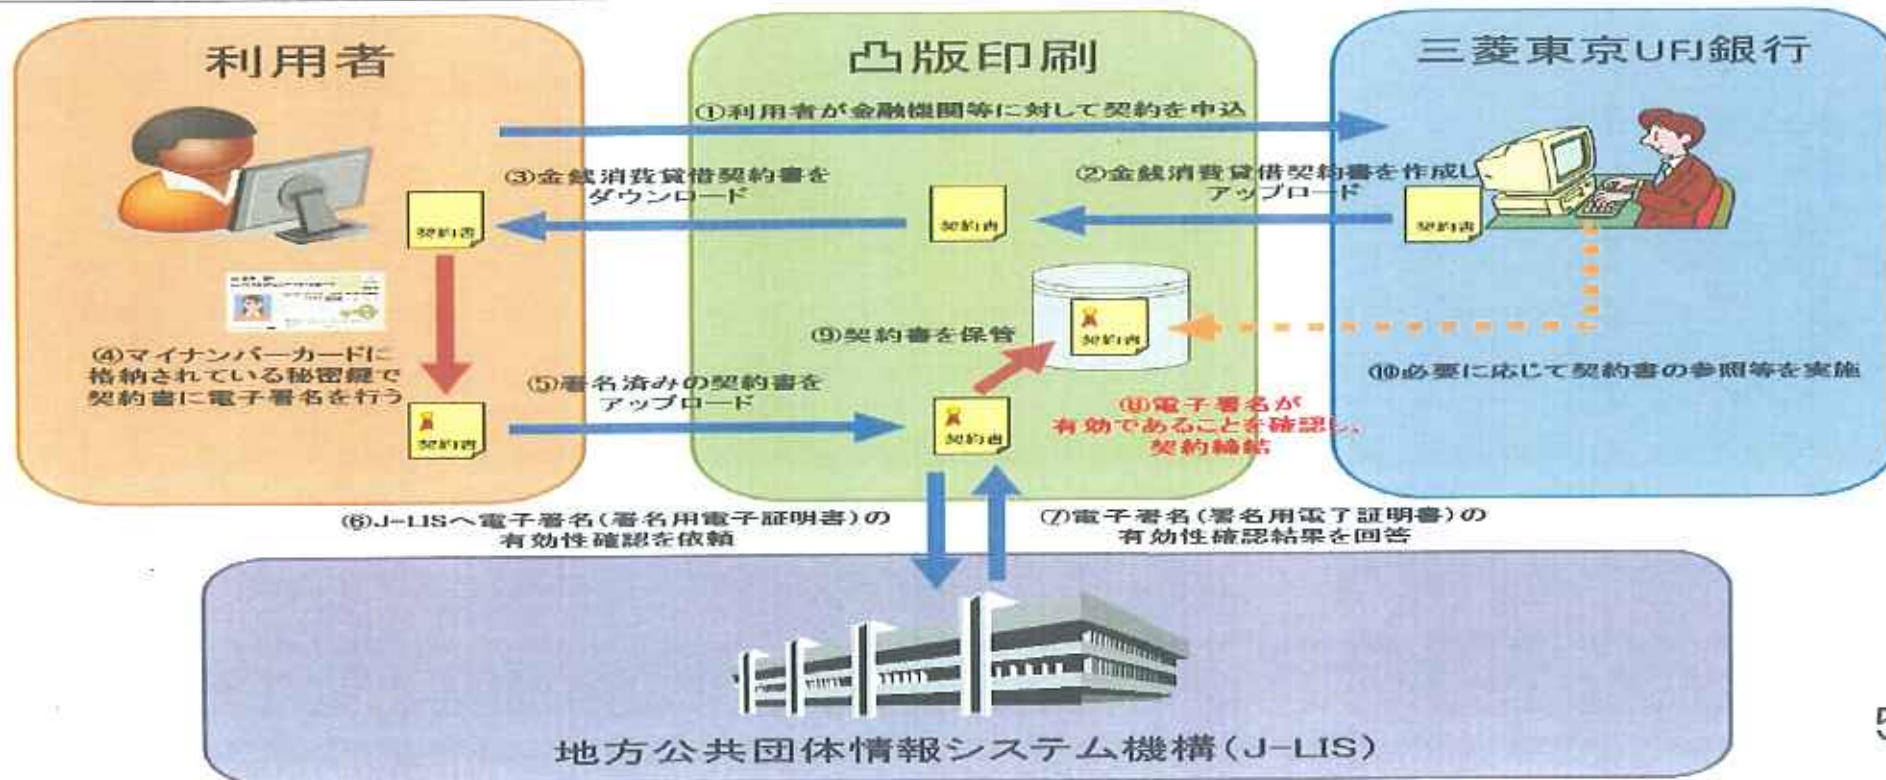 利用者
凸版印刷
三菱東京UFJ銀行
①利用者が金融機関等に対して契約を申込
③金銭消費貸借契約書を
ダウンロード
②金銭消費貸借契約書を作成し
アップロード
契約書
契約書
契約書
④マイナンバーカードに
格納されている秘密鍵で
契約書に電子署名を行う
⑨契約書を保管
契約書
⑩必要に応じて契約書の参照等を実施
⑤署名済みの契約書を
アップロード
契約書
契約書
⑧電子署名が
有効であることを確認し、
契約締結
⑥J-LISへ電子署名(署名用電子証明書)の
有効性確認を依頼
⑦電子署名(署名用電子証明書)の
有効性確認結果を回答
地方公共団体情報システム機構(J-LIS)
5